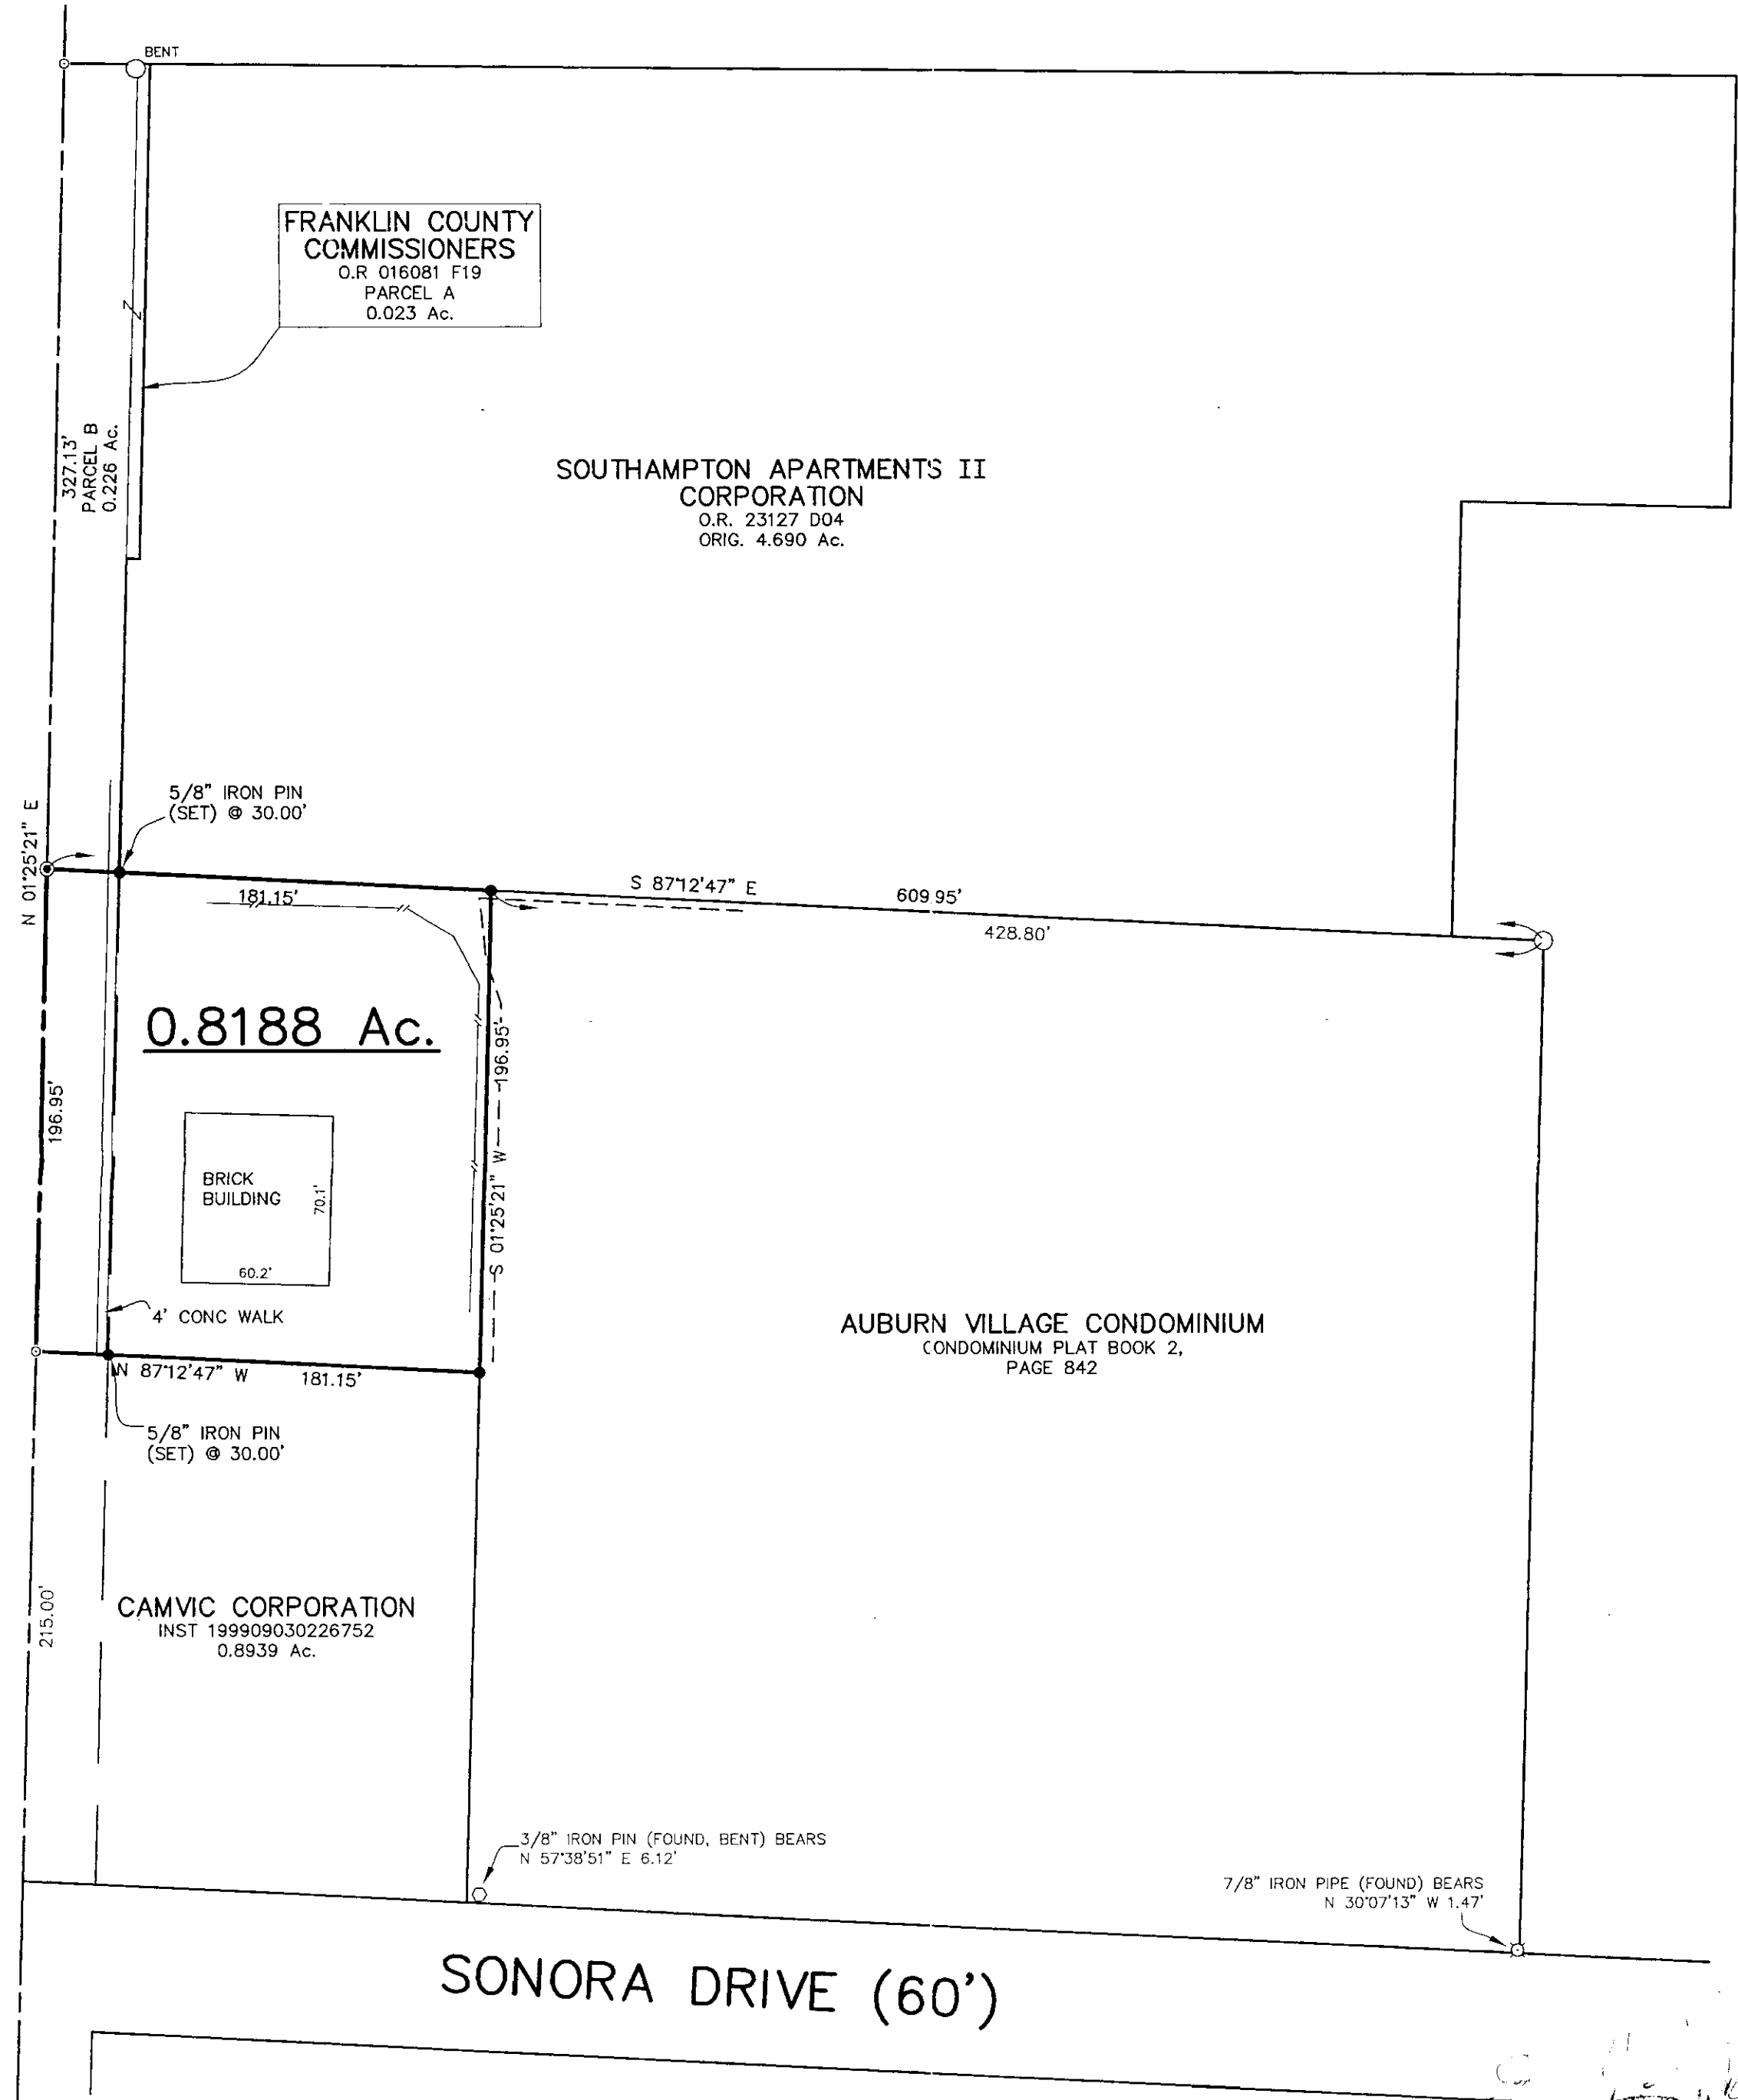 BENT
FRANKLIN COUNTY
COMMISSIONERS
O.R 016081 F19
PARCEL A
0.023 Ac.
327.13'
PARCEL B
0.226 Ac.
SOUTHAMPTON APARTMENTS II
CORPORATION
O.R. 23127 D04
ORIG. 4.690 Ac.
5/8" IRON PIN
(SET) @ 30.00'
N 01°25'21" E
181.15'
S 87°12'47" E
609.95'
428.80'
0.8188 Ac.
196.95'
S 01°25'21" W
196.95'
BRICK
BUILDING
70.1'
60.2'
4' CONC WALK
N 87°12'47" W
181.15'
5/8" IRON PIN
(SET) @ 30.00'
AUBURN VILLAGE CONDOMINIUM
CONDOMINIUM PLAT BOOK 2,
PAGE 842
215.00'
CAMVIC CORPORATION
INST 199909030226752
0.8939 Ac.
3/8" IRON PIN (FOUND, BENT) BEARS
N 57°38'51" E 6.12'
7/8" IRON PIPE (FOUND) BEARS
N 30°07'13" W 1.47'
SONORA DRIVE (60')